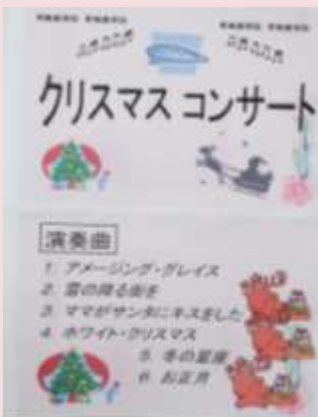 クリスマス コンサート
演奏曲
1. アメージング・グレイス
2. 雪の降る街を
3. ママがサンタにキスをした
4. ホワイト・クリスマス
5. 冬の星座
6. お正月